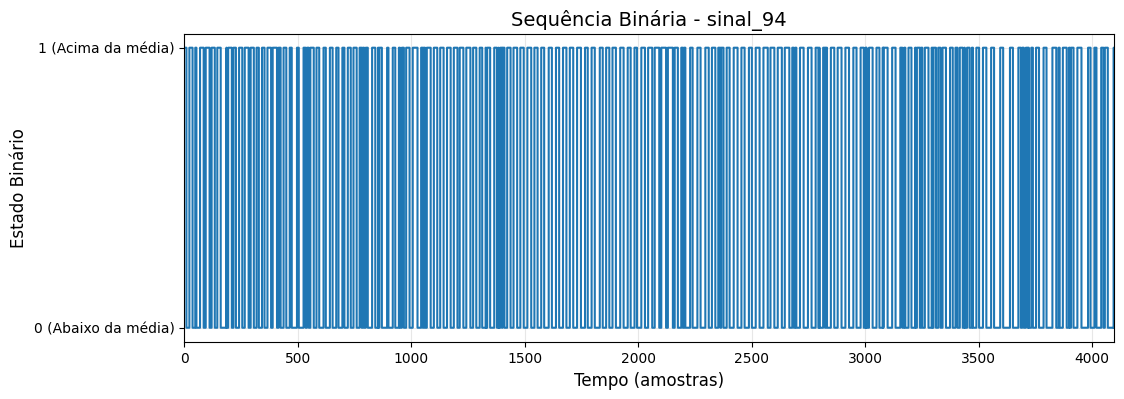 Sequência Binária - sinal_94
1 (Acima da média)
Estado Binário
0 (Abaixo da média)
0 500 1000 1500 2000 2500 3000 3500 4000
Tempo (amostras)